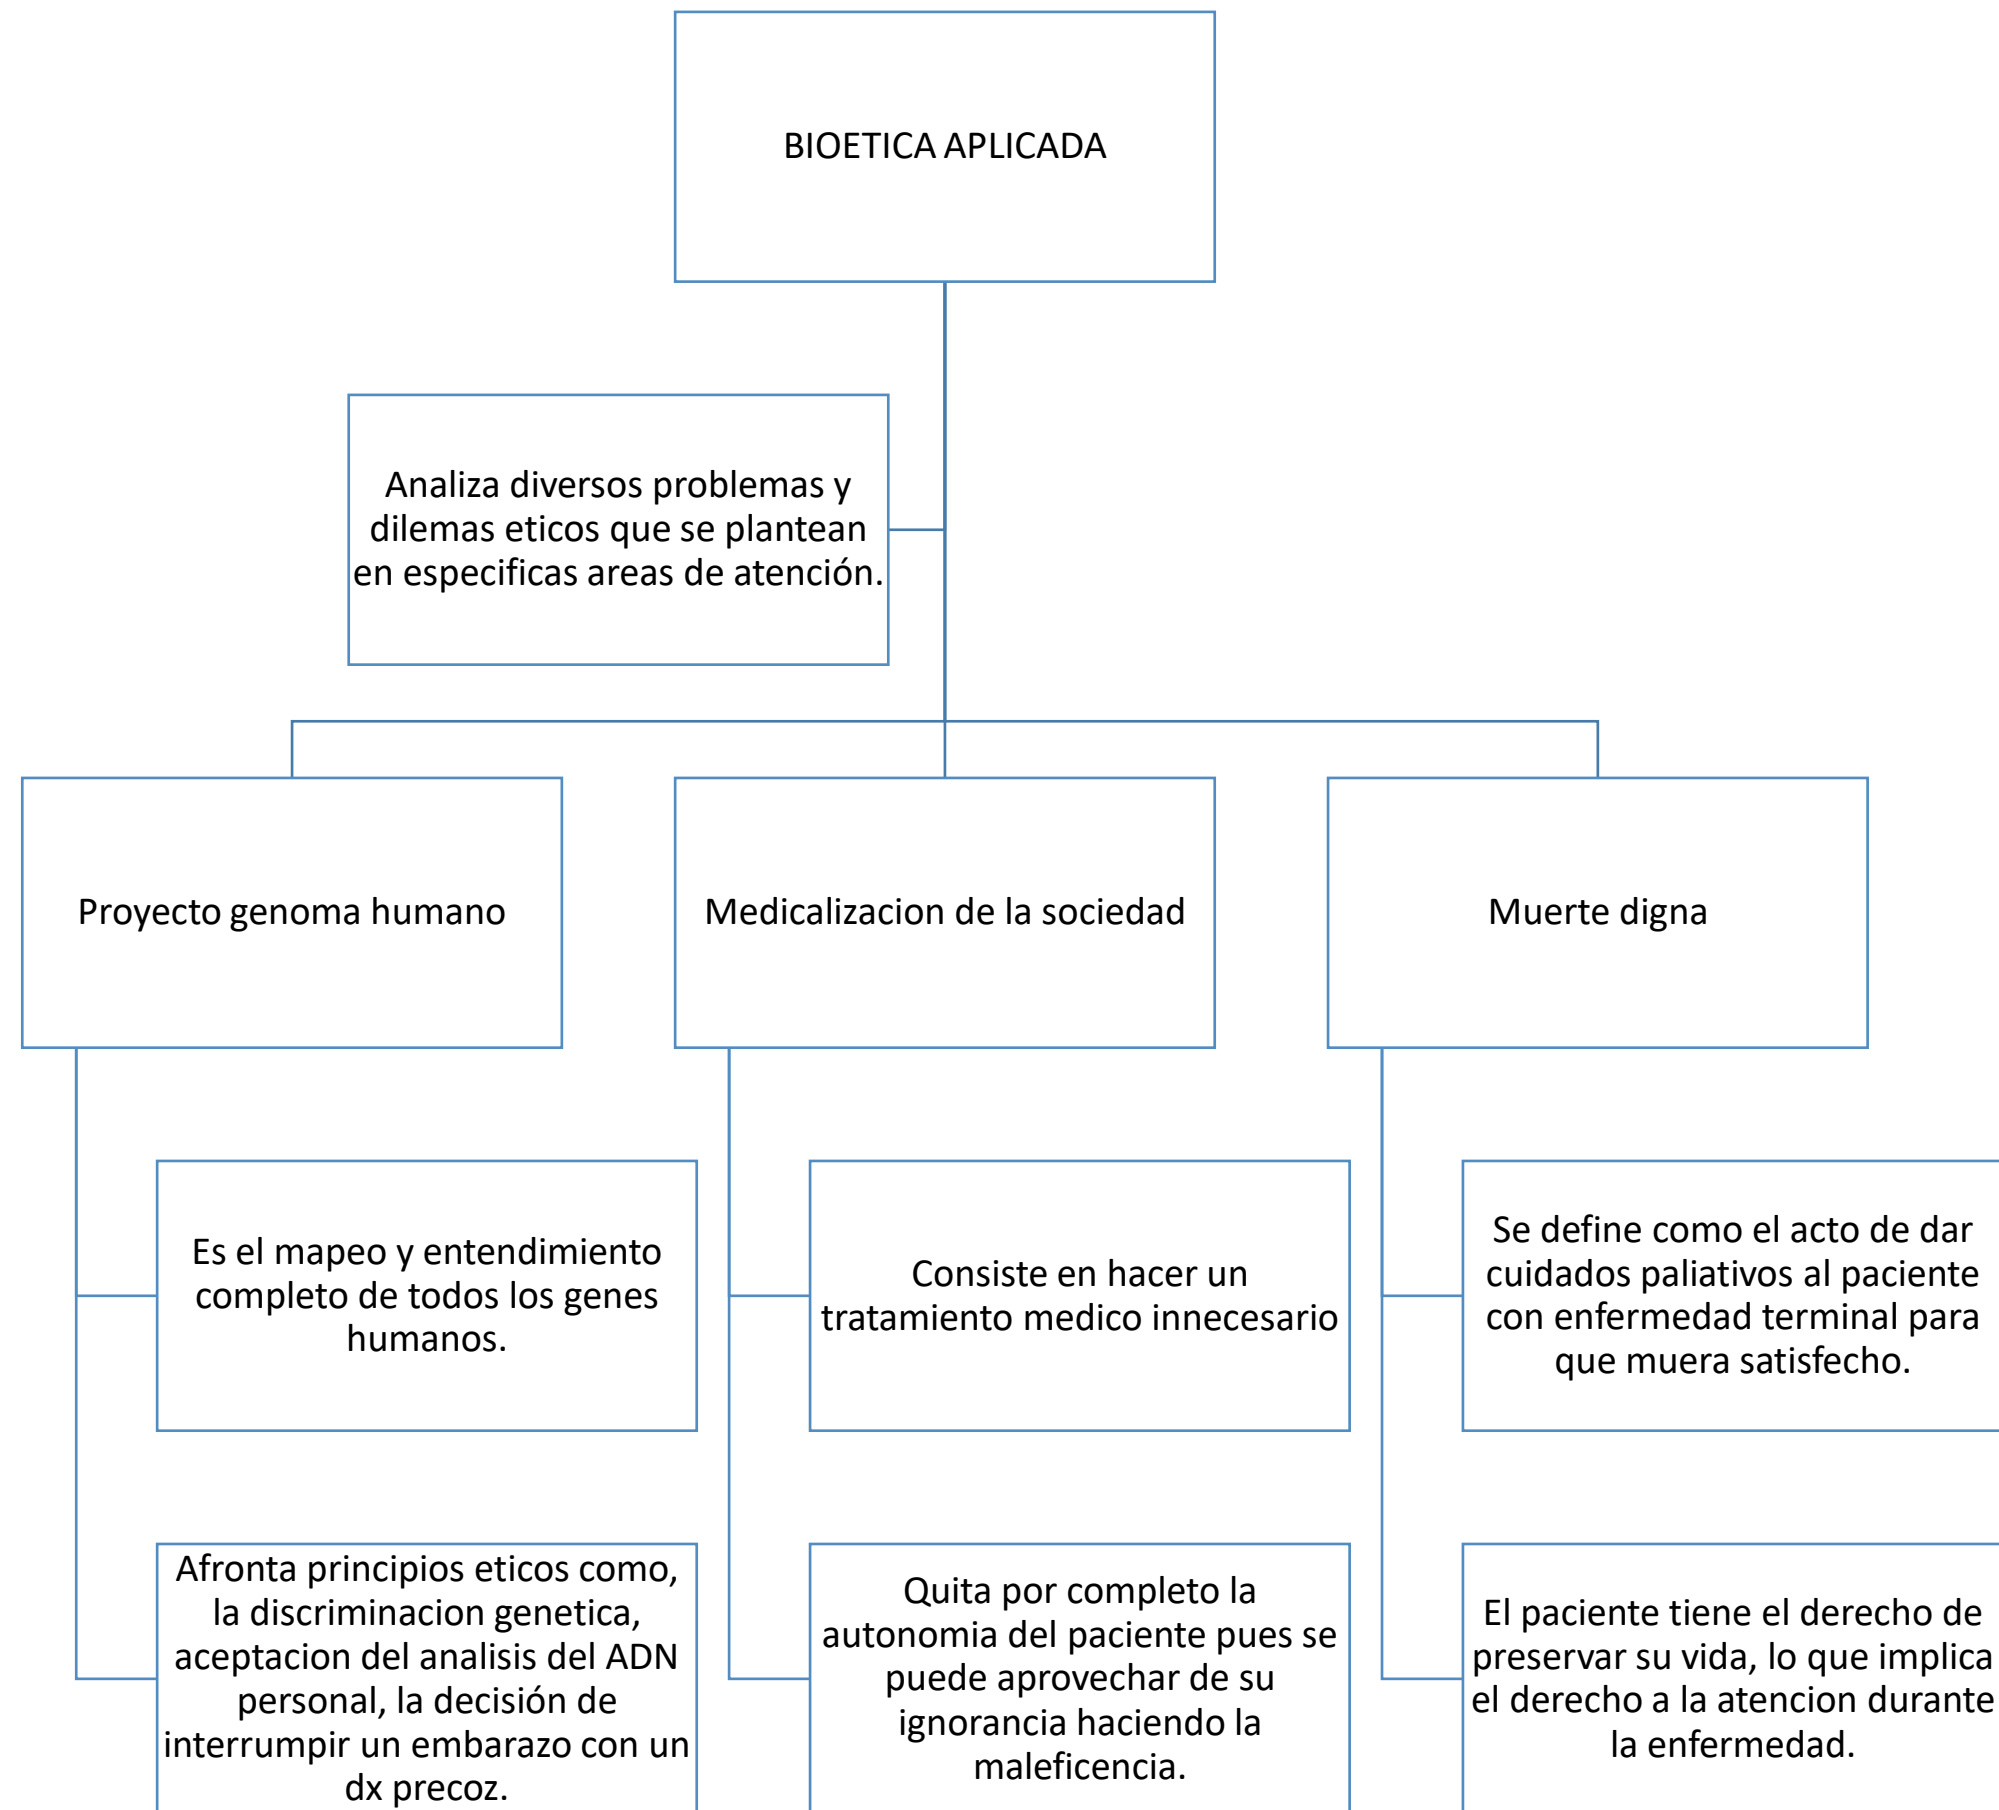 BIOETICA APLICADA
Analiza diversos problemas y
dilemas eticos que se plantean
en especificas areas de atención.
Proyecto genoma humano
Medicalizacion de la sociedad
Muerte digna
Es el mapeo y entendimiento
completo de todos los genes
humanos.
Consiste en hacer un
tratamiento medico innecesario
Se define como el acto de dar
cuidados paliativos al paciente
con enfermedad terminal para
que muera satisfecho.
Afronta principios eticos como,
la discriminacion genetica,
aceptacion del analisis del ADN
personal, la decisión de
interrumpir un embarazo con un
dx precoz.
Quita por completo la
autonomia del paciente pues se
puede aprovechar de su
ignorancia haciendo la
maleficencia.
El paciente tiene el derecho de
preservar su vida, lo que implica
el derecho a la atencion durante
la enfermedad.